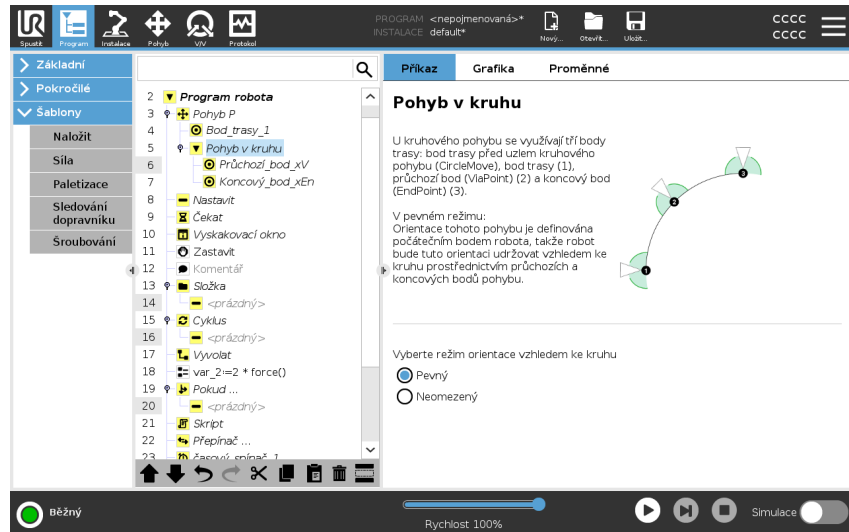 PROGRAM <nepojmenovaná>*
INSTALACE default*
Spustit
Program
Instalace
Pohyb
V/V
Protokol
Nový...
Otevřít...
Uložit...
cccc
cccc
Základní
Pokročilé
Šablony
Naložit
Síla
Paletizace
Sledování
dopravníku
Šroubování
2 Program robota
3 Pohyb P
4 Bod_trasy_1
5 Pohyb v kruhu
6 Průchozí_bod_xV
7 Koncový_bod_xEn
8 Nastavit
9 Čekat
10 Vyskakovací okno
11 Zastavit
12 Komentář
13 Složka
14 <prázdný>
15 Cyklus
16 <prázdný>
17 Vyvolat
18 var_2:=2 * force()
19 Pokud ...
20 <prázdný>
21 Skript
22 Přepínač ...
23 časový_spínač_1
Příkaz
Grafika
Proměnné
Pohyb v kruhu
U kruhového pohybu se využívají tří body
trasy: bod trasy před uzlem kruhového
pohybu (CircleMove), bod trasy (1),
průchozí bod (ViaPoint) (2) a koncový bod
(EndPoint) (3).
V pevném režimu:
Orientace tohoto pohybu je definována
počátečním bodem robota, takže robot
bude tuto orientaci udržovat vzhledem ke
kruhu prostřednictvím průchozích a
koncových bodů pohybu.
3
2
1
Vyberte režim orientace vzhledem ke kruhu
Pevný
Neomezený
Běžný
Rychlost 100%
Simulace